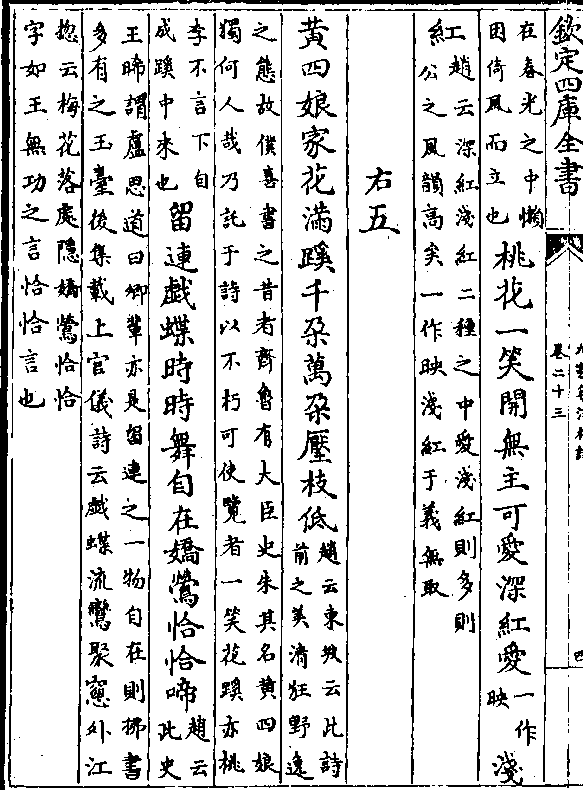 欽定四庫全書
卷二十三
四
在春光之中懶
困倚風而立也
桃花一笑開無主可愛深紅愛
一作
映
淺
紅
趙云深紅淺紅二種之中愛淺紅則多則
公之風韻高矣一作映淺紅于義無取
右五
黃四娘家花滿蹊千朶萬朶壓枝低
趙云東坡云此詩
前之美清狂野逸
之態故僕喜書之昔者齊魯有大臣史失其名黃四娘
獨何人哉乃託于詩以不朽可使覽者一笑花蹊亦桃
李不言下自
成蹊中來也
留連戲蝶時時舞自在嬌鶯恰恰啼
趙云
此史
王晞謂盧思道曰卿輩亦是留連之一物自在則佛書
多有之玉臺後集載上官儀詩云戲蝶流鶯聚窻外江
揔云梅花落處隱嬌鶯恰恰
字如王無功之言恰恰言也